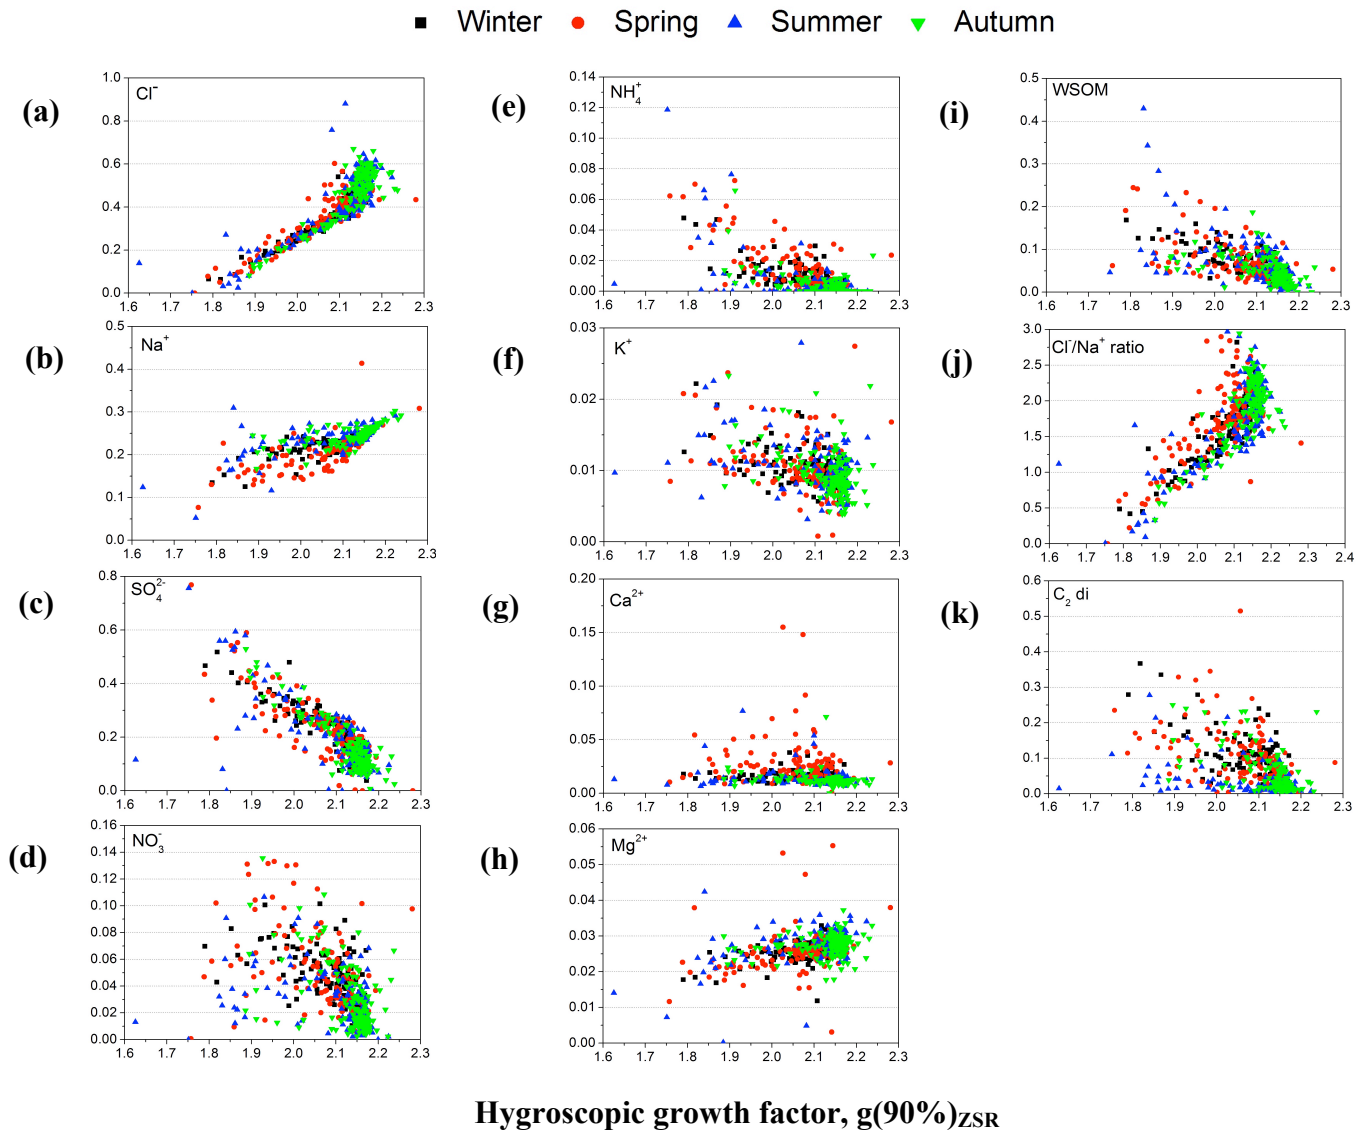 Winter Spring Summer Autumn
(a)
Cl⁻
1.0
0.8
0.6
0.4
0.2
0.0
1.6 1.7 1.8 1.9 2.0 2.1 2.2 2.3
(b)
Na⁺
0.5
0.4
0.3
0.2
0.1
0.0
1.6 1.7 1.8 1.9 2.0 2.1 2.2 2.3
(c)
SO₄²⁻
0.8
0.6
0.4
0.2
0.0
1.6 1.7 1.8 1.9 2.0 2.1 2.2 2.3
(d)
NO₃⁻
0.16
0.14
0.12
0.10
0.08
0.06
0.04
0.02
0.00
1.6 1.7 1.8 1.9 2.0 2.1 2.2 2.3
(e)
NH₄⁺
0.14
0.12
0.10
0.08
0.06
0.04
0.02
0.00
1.6 1.7 1.8 1.9 2.0 2.1 2.2 2.3
(f)
K⁺
0.03
0.02
0.01
0.00
1.6 1.7 1.8 1.9 2.0 2.1 2.2 2.3
(g)
Ca²⁺
0.20
0.15
0.10
0.05
0.00
1.6 1.7 1.8 1.9 2.0 2.1 2.2 2.3
(h)
Mg²⁺
0.06
0.05
0.04
0.03
0.02
0.01
0.00
1.6 1.7 1.8 1.9 2.0 2.1 2.2 2.3
(i)
WSOM
0.5
0.4
0.3
0.2
0.1
0.0
1.6 1.7 1.8 1.9 2.0 2.1 2.2 2.3
(j)
Cl⁻/Na⁺ ratio
3.0
2.5
2.0
1.5
1.0
0.5
0.0
1.6 1.7 1.8 1.9 2.0 2.1 2.2 2.3 2.4
(k)
C₂ di
0.6
0.5
0.4
0.3
0.2
0.1
0.0
1.6 1.7 1.8 1.9 2.0 2.1 2.2 2.3
Hygroscopic growth factor, g(90%)ZSR